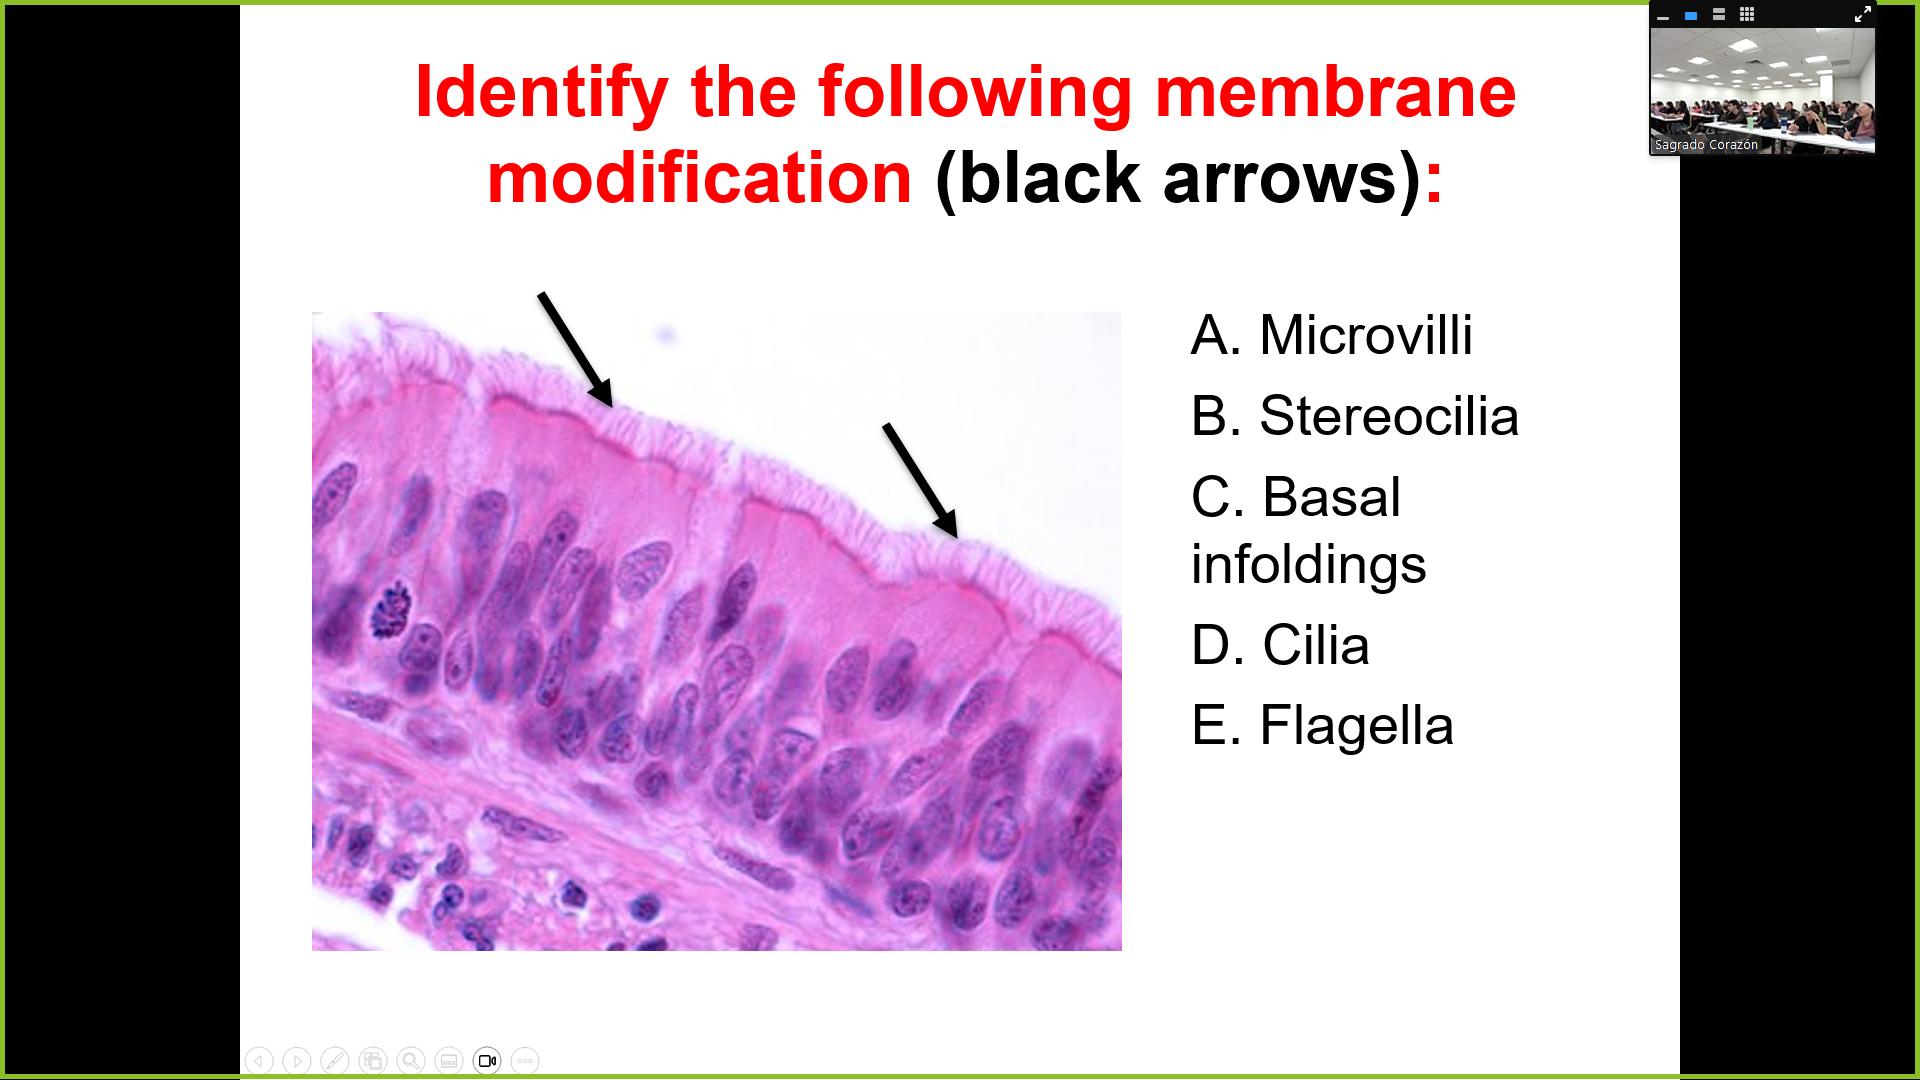 Identify the following membrane
modification (black arrows):
A. Microvilli
B. Stereocilia
C. Basal
infoldings
D. Cilia
E. Flagella
Sagrado Corazón